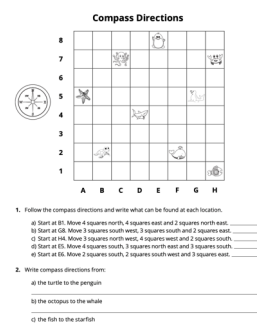 Compass Directions
8
7
6
5
4
3
2
1
A B C D E F G H
1. Follow the compass directions and write what can be found at each location.
a) Start at B1. Move 4 squares north, 4 squares east and 2 squares north east.
b) Start at G8. Move 3 squares south west, 3 squares south and 2 squares east.
c) Start at H4. Move 3 squares north west, 4 squares west and 2 squares south.
d) Start at E5. Move 4 squares south, 3 squares north east and 3 squares south.
e) Start at E6. Move 2 squares south, 2 squares south west and 3 squares east.
2. Write compass directions from:
a) the turtle to the penguin
b) the octopus to the whale
c) the fish to the starfish